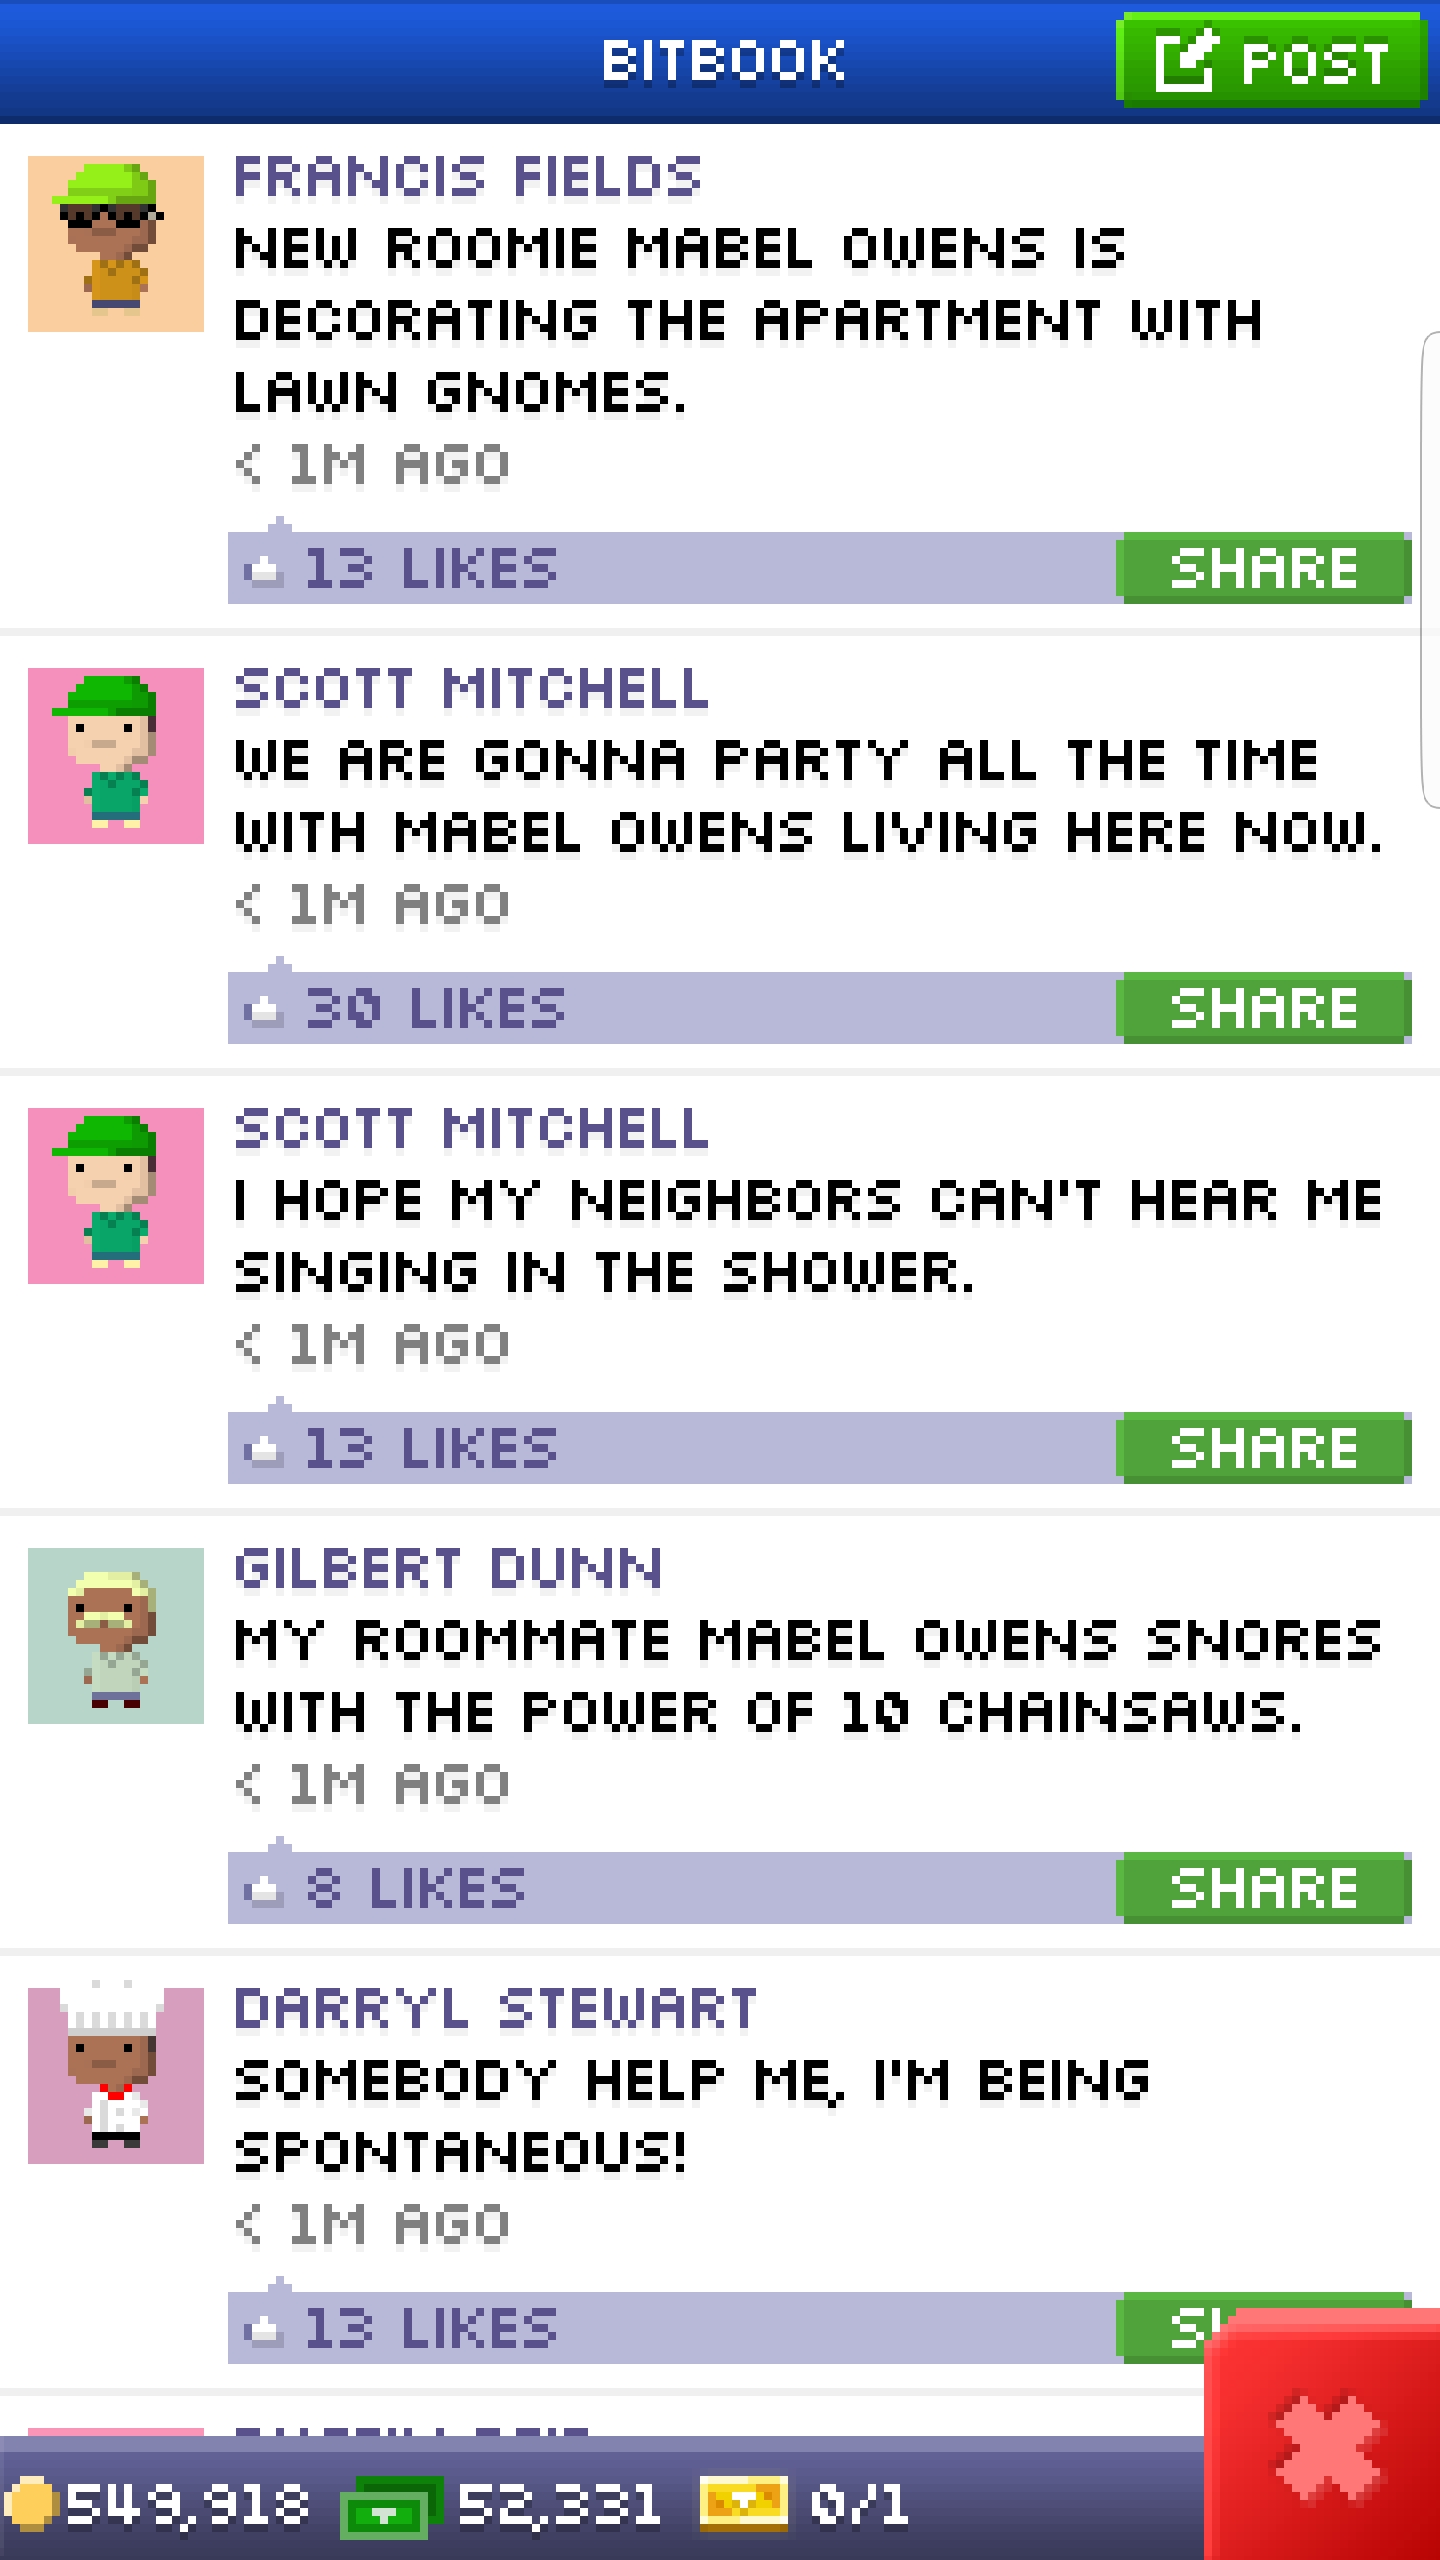 BITBOOK
POST
FRANCIS FIELDS
NEW ROOMIE MABEL OWENS IS
DECORATING THE APARTMENT WITH
LAWN GNOMES.
< 1M AGO
13 LIKES
SHARE
SCOTT MITCHELL
WE ARE GONNA PARTY ALL THE TIME
WITH MABEL OWENS LIVING HERE NOW.
< 1M AGO
30 LIKES
SHARE
SCOTT MITCHELL
I HOPE MY NEIGHBORS CAN'T HEAR ME
SINGING IN THE SHOWER.
< 1M AGO
13 LIKES
SHARE
GILBERT DUNN
MY ROOMMATE MABEL OWENS SNORES
WITH THE POWER OF 10 CHAINSAWS.
< 1M AGO
8 LIKES
SHARE
DARRYL STEWART
SOMEBODY HELP ME, I'M BEING
SPONTANEOUS!
< 1M AGO
13 LIKES
549,918
52,331
0/1